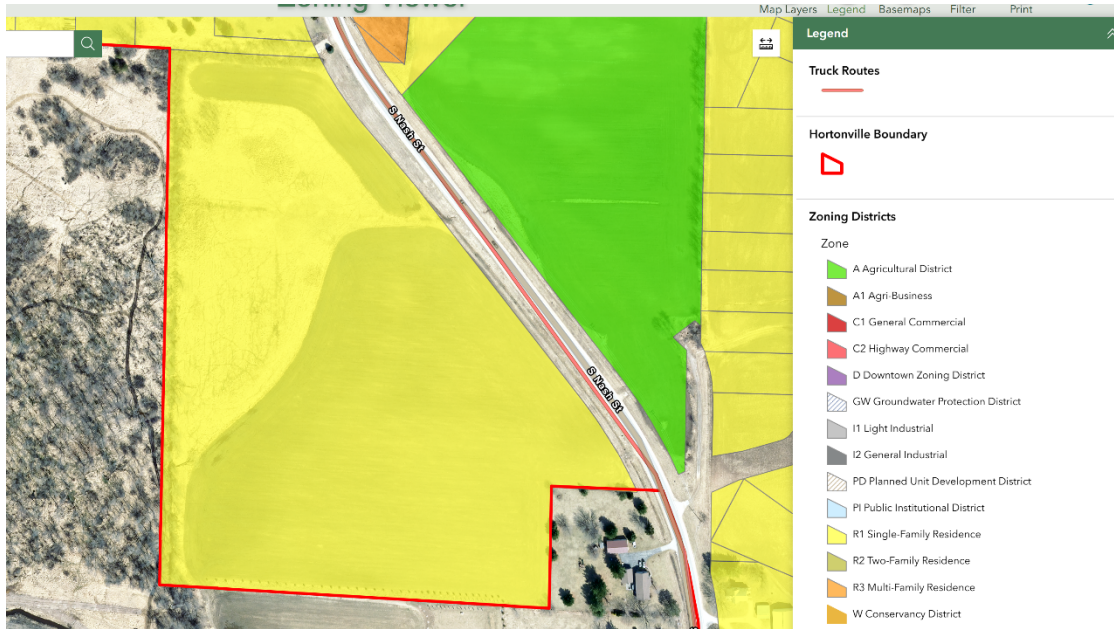 Zoning Viewer
Map Layers Legend Basemaps Filter Print
Legend
Truck Routes
Hortonville Boundary
Zoning Districts
Zone
A Agricultural District
A1 Agri-Business
C1 General Commercial
C2 Highway Commercial
D Downtown Zoning District
GW Groundwater Protection District
I1 Light Industrial
I2 General Industrial
PD Planned Unit Development District
PI Public Institutional District
R1 Single-Family Residence
R2 Two-Family Residence
R3 Multi-Family Residence
W Conservancy District
S Nash St
S Nash St